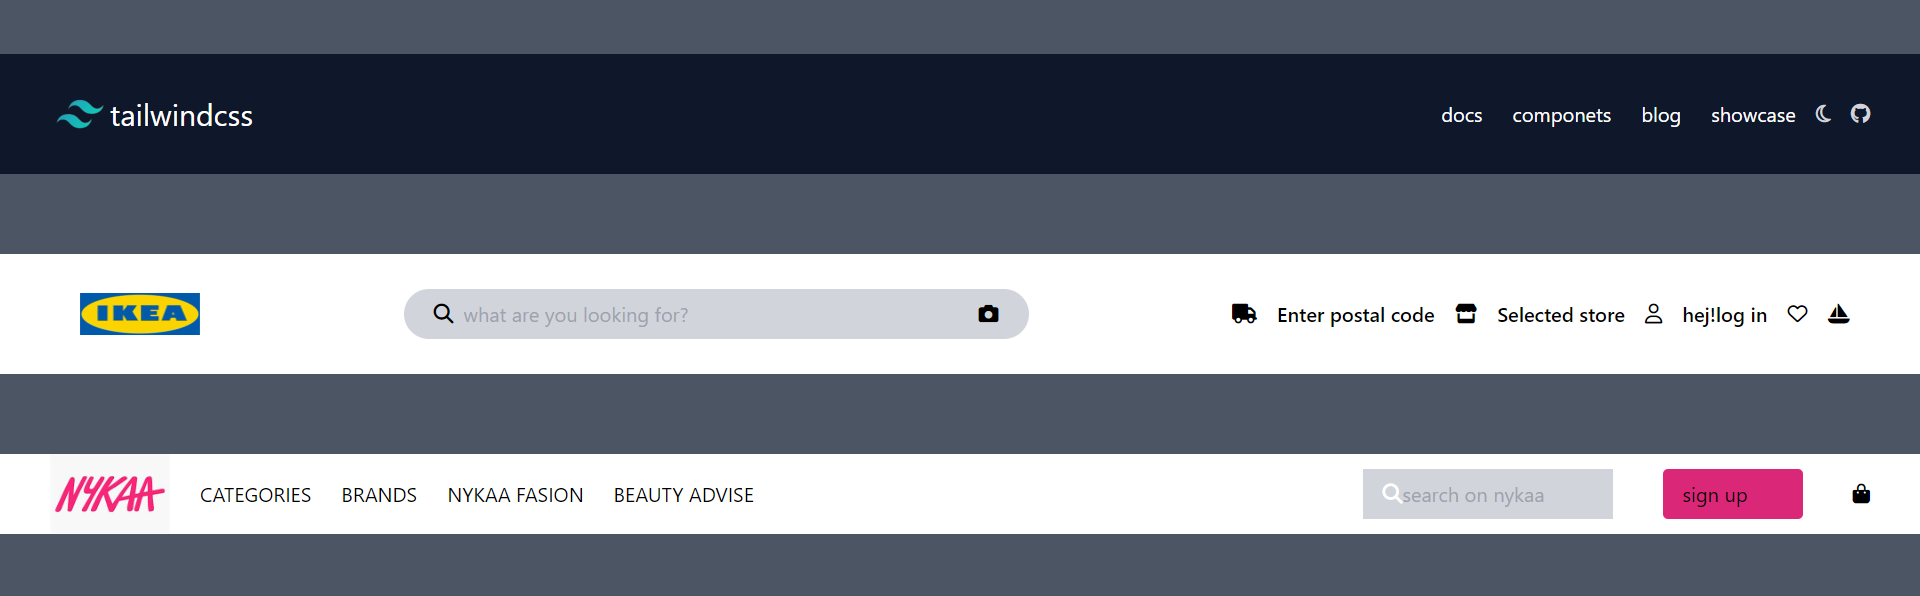 tailwindcss docs componets blog showcase
IKEA what are you looking for? Enter postal code Selected store hej!log in
NYKAA CATEGORIES BRANDS NYKAA FASION BEAUTY ADVISE search on nykaa sign up